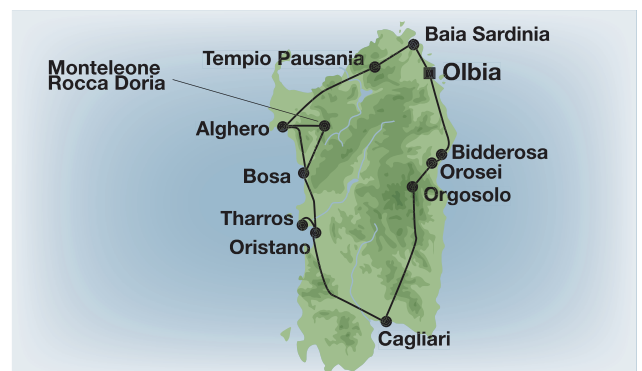 Baia Sardinia
Tempio Pausania
Olbia
Monteleone
Rocca Doria
Alghero
Bidderosa
Orosei
Bosa
Orgosolo
Tharros
Oristano
Cagliari